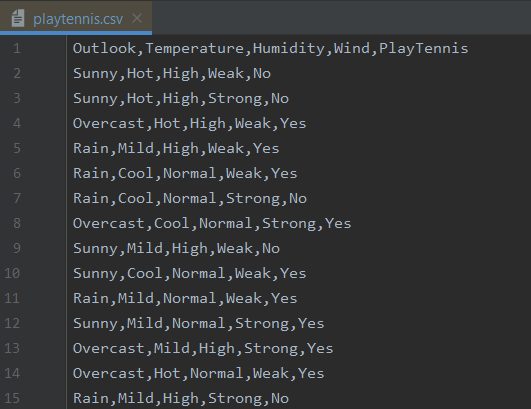 playtennis.csv
1 Outlook,Temperature,Humidity,Wind,PlayTennis
2 Sunny,Hot,High,Weak,No
3 Sunny,Hot,High,Strong,No
4 Overcast,Hot,High,Weak,Yes
5 Rain,Mild,High,Weak,Yes
6 Rain,Cool,Normal,Weak,Yes
7 Rain,Cool,Normal,Strong,No
8 Overcast,Cool,Normal,Strong,Yes
9 Sunny,Mild,High,Weak,No
10 Sunny,Cool,Normal,Weak,Yes
11 Rain,Mild,Normal,Weak,Yes
12 Sunny,Mild,Normal,Strong,Yes
13 Overcast,Mild,High,Strong,Yes
14 Overcast,Hot,Normal,Weak,Yes
15 Rain,Mild,High,Strong,No